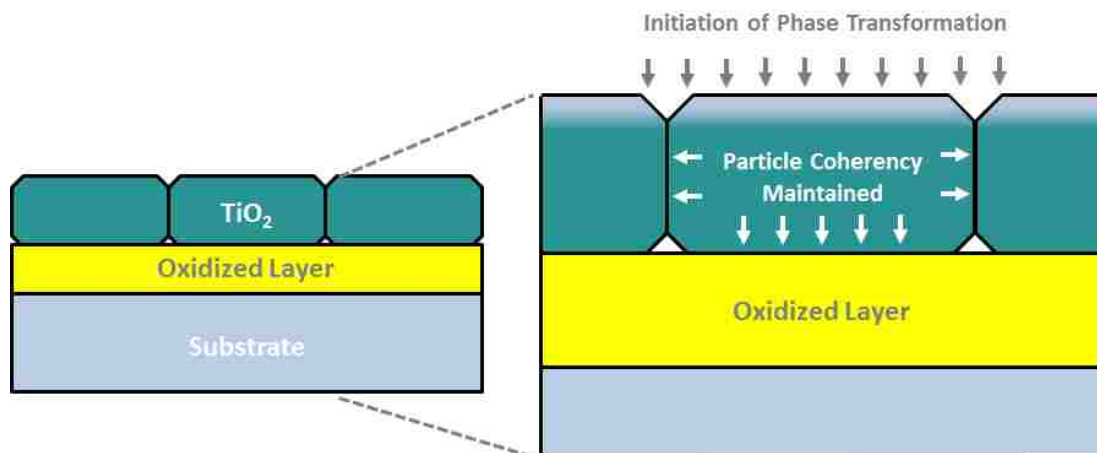 Initiation of Phase Transformation
Particle Coherency
Maintained
TiO₂
Oxidized Layer
Substrate
Oxidized Layer